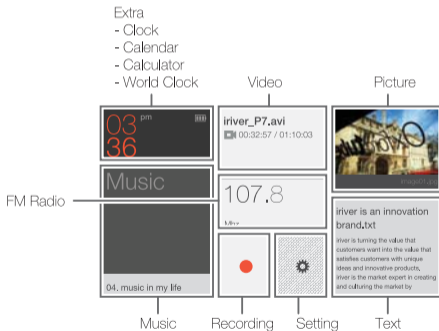 Extra
- Clock
- Calendar
- Calculator
- World Clock
Video
Picture
03 pm
36
iriver_P7.avi
00:32:57 / 01:10:03
Oxford
Music
FM Radio
107.8
MHz
iriver is an innovation
brand.txt
iriver is turning the value that
customers want into the value that
satisfies customers with unique
ideas and innovative products,
iriver is the market expert in creating
and culturing the market by
04. music in my life
Music
Recording
Setting
Text